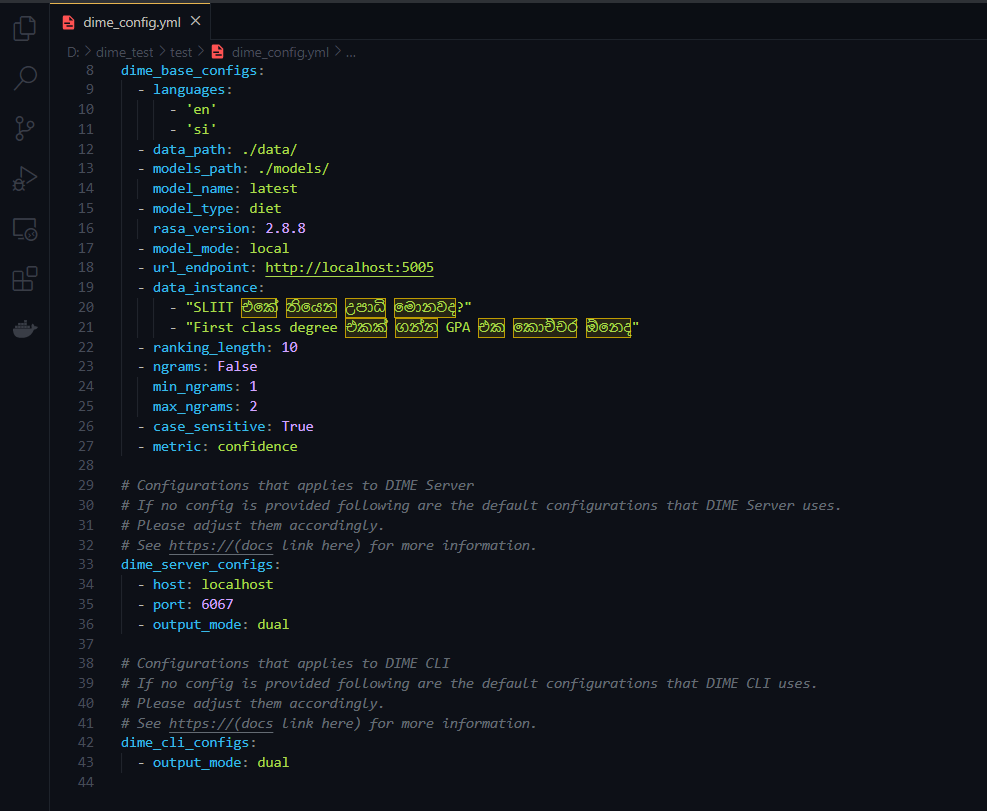 dime_config.yml ×
D: > dime_test > test > dime_config.yml > ...
8 dime_base_configs:
9   - languages:
10       - 'en'
11       - 'si'
12   - data_path: ./data/
13   - models_path: ./models/
14     model_name: latest
15   - model_type: diet
16     rasa_version: 2.8.8
17   - model_mode: local
18   - url_endpoint: http://localhost:5005
19   - data_instance:
20       - "SLIIT එකේ තියෙන උපාධි මොනවද?"
21       - "First class degree එකක් ගන්න GPA එක කොච්චර ඕනෙද"
22   - ranking_length: 10
23   - ngrams: False
24     min_ngrams: 1
25     max_ngrams: 2
26   - case_sensitive: True
27   - metric: confidence
28
29 # Configurations that applies to DIME Server
30 # If no config is provided following are the default configurations that DIME Server uses.
31 # Please adjust them accordingly.
32 # See https://(docs link here) for more information.
33 dime_server_configs:
34   - host: localhost
35   - port: 6067
36   - output_mode: dual
37
38 # Configurations that applies to DIME CLI
39 # If no config is provided following are the default configurations that DIME CLI uses.
40 # Please adjust them accordingly.
41 # See https://(docs link here) for more information.
42 dime_cli_configs:
43   - output_mode: dual
44